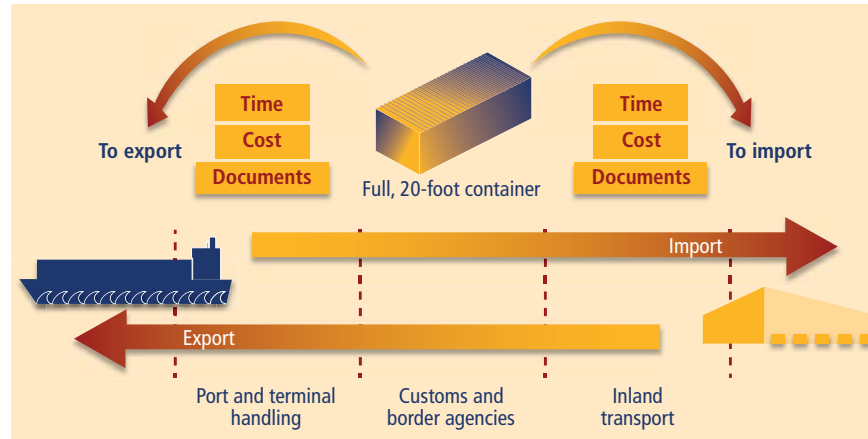 Time
Cost
Documents
To export
Full, 20-foot container
Time
Cost
Documents
To import
Import
Export
Port and terminal
handling
Customs and
border agencies
Inland
transport